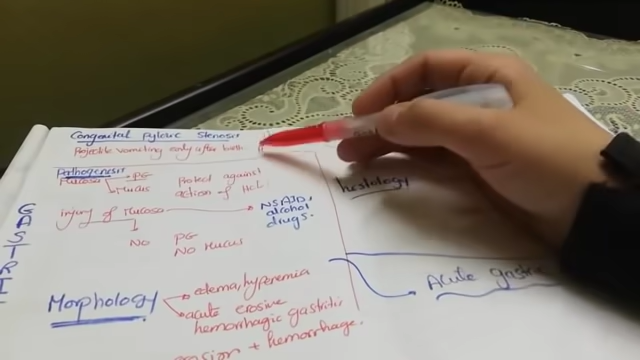 Congenital Pyloric Stenosis
Projectile vomiting only after birth.
Pathogenesis
Mucosa PG
Mucus
Protect against
action of HCl.
injury of Mucosa
NSAID,
alcohol
drugs.
No PG
No Mucus
Morphology
edema, hyperemia
acute erosive
hemorrhagic gastritis
erosion + hemorrhage.
histology
Acute gastric
GASTRI